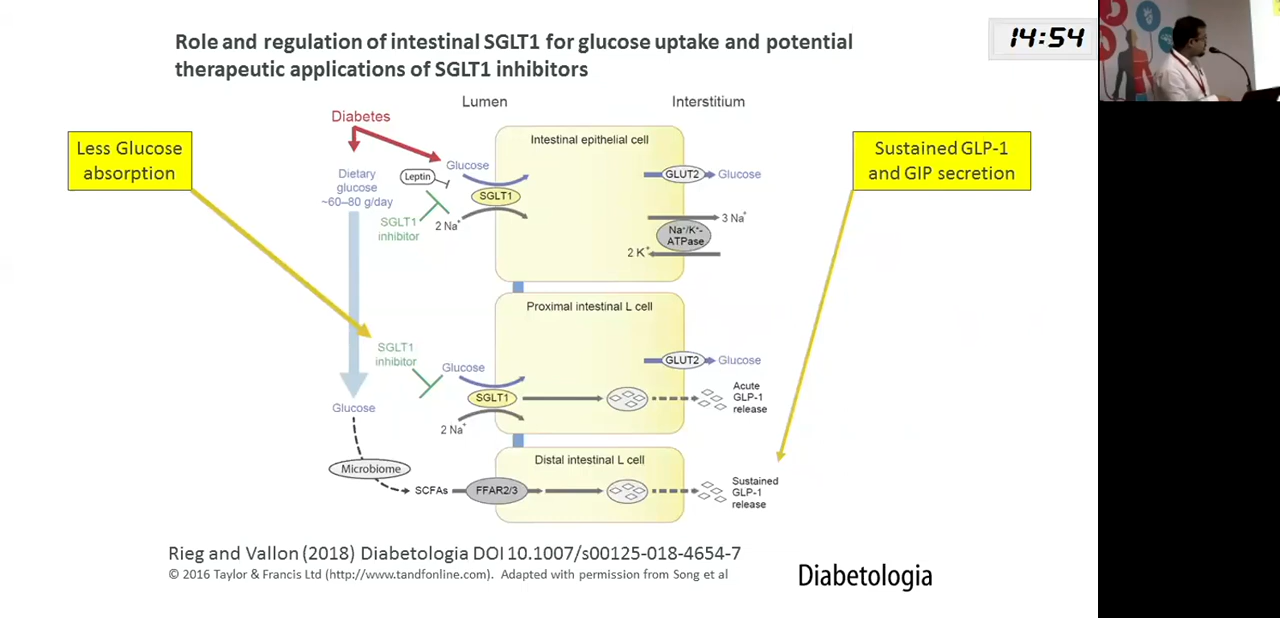 Role and regulation of intestinal SGLT1 for glucose uptake and potential
therapeutic applications of SGLT1 inhibitors
14:54
Lumen
Interstitium
Less Glucose
absorption
Sustained GLP-1
and GIP secretion
Diabetes
Intestinal epithelial cell
Dietary
glucose
~60–80 g/day
Leptin
Glucose
SGLT1
SGLT1
inhibitor
2 Na+
GLUT2
Glucose
3 Na+
Na+/K+-
ATPase
2 K+
Proximal intestinal L cell
SGLT1
inhibitor
Glucose
SGLT1
2 Na+
GLUT2
Glucose
Acute
GLP-1
release
Glucose
Microbiome
SCFAs
Distal intestinal L cell
FFAR2/3
Sustained
GLP-1
release
Rieg and Vallon (2018) Diabetologia DOI 10.1007/s00125-018-4654-7
© 2016 Taylor & Francis Ltd (http://www.tandfonline.com). Adapted with permission from Song et al
Diabetologia